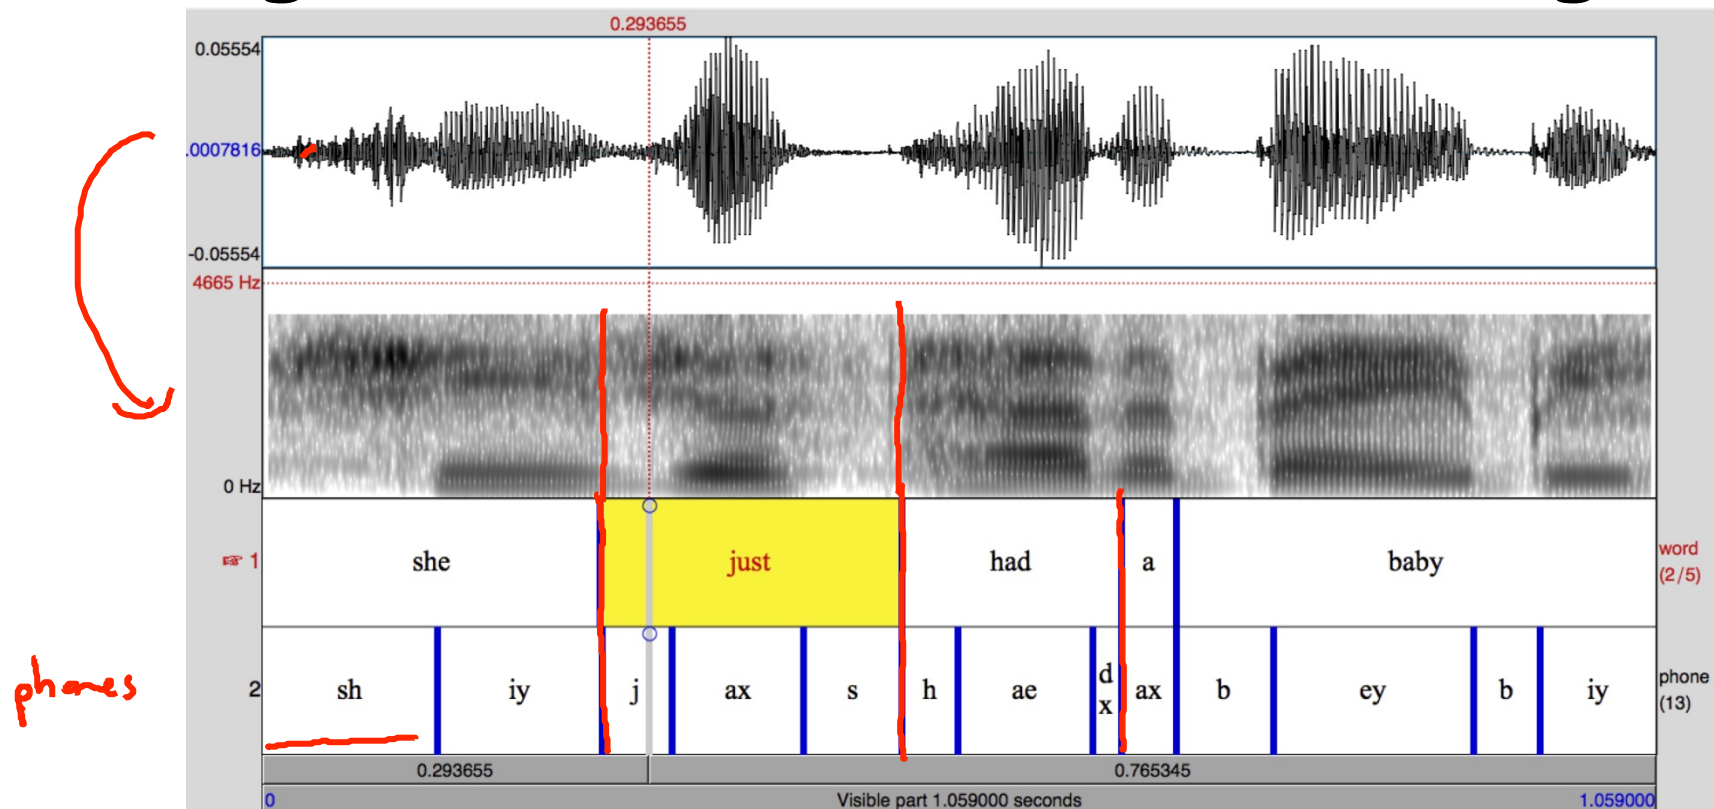 0.293655
0.05554
.0007816
-0.05554
4665 Hz
0 Hz
☞ 1 she just had a baby word (2/5)
phones 2 sh iy j ax s h ae dx ax b ey b iy phone (13)
0.293655 0.765345
0 Visible part 1.059000 seconds 1.059000